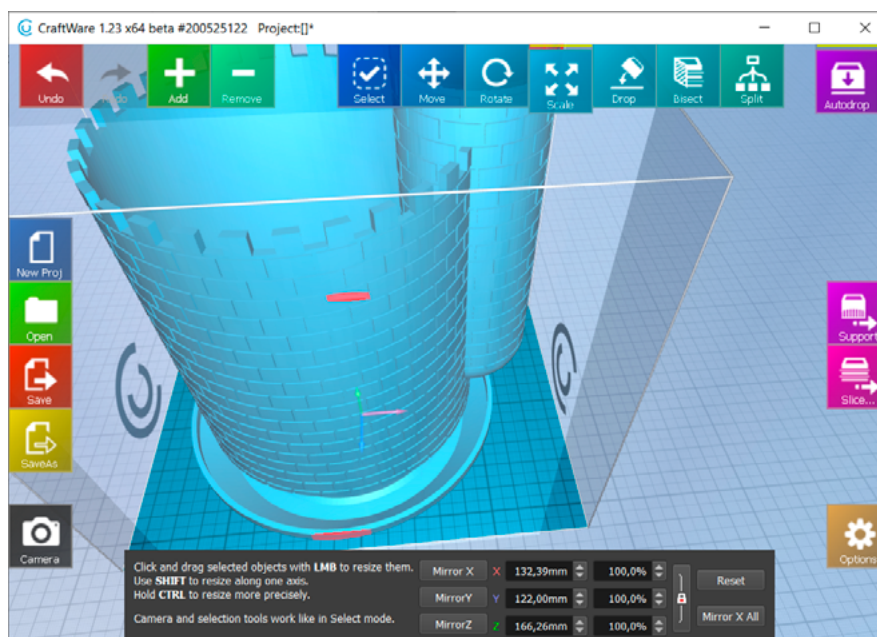 CraftWare 1.23 x64 beta #200525122 Project:[]*
Undo
Add
Remove
Select
Move
Rotate
Scale
Drop
Bisect
Split
Autodrop
New Proj
Open
Support
Save
Slice...
SaveAs
Camera
Options
Click and drag selected objects with LMB to resize them.
Use SHIFT to resize along one axis.
Hold CTRL to resize more precisely.
Camera and selection tools work like in Select mode.
Mirror X X 132,39mm 100,0%
MirrorY Y 122,00mm 100,0%
MirrorZ Z 166,26mm 100,0%
Reset
Mirror X All